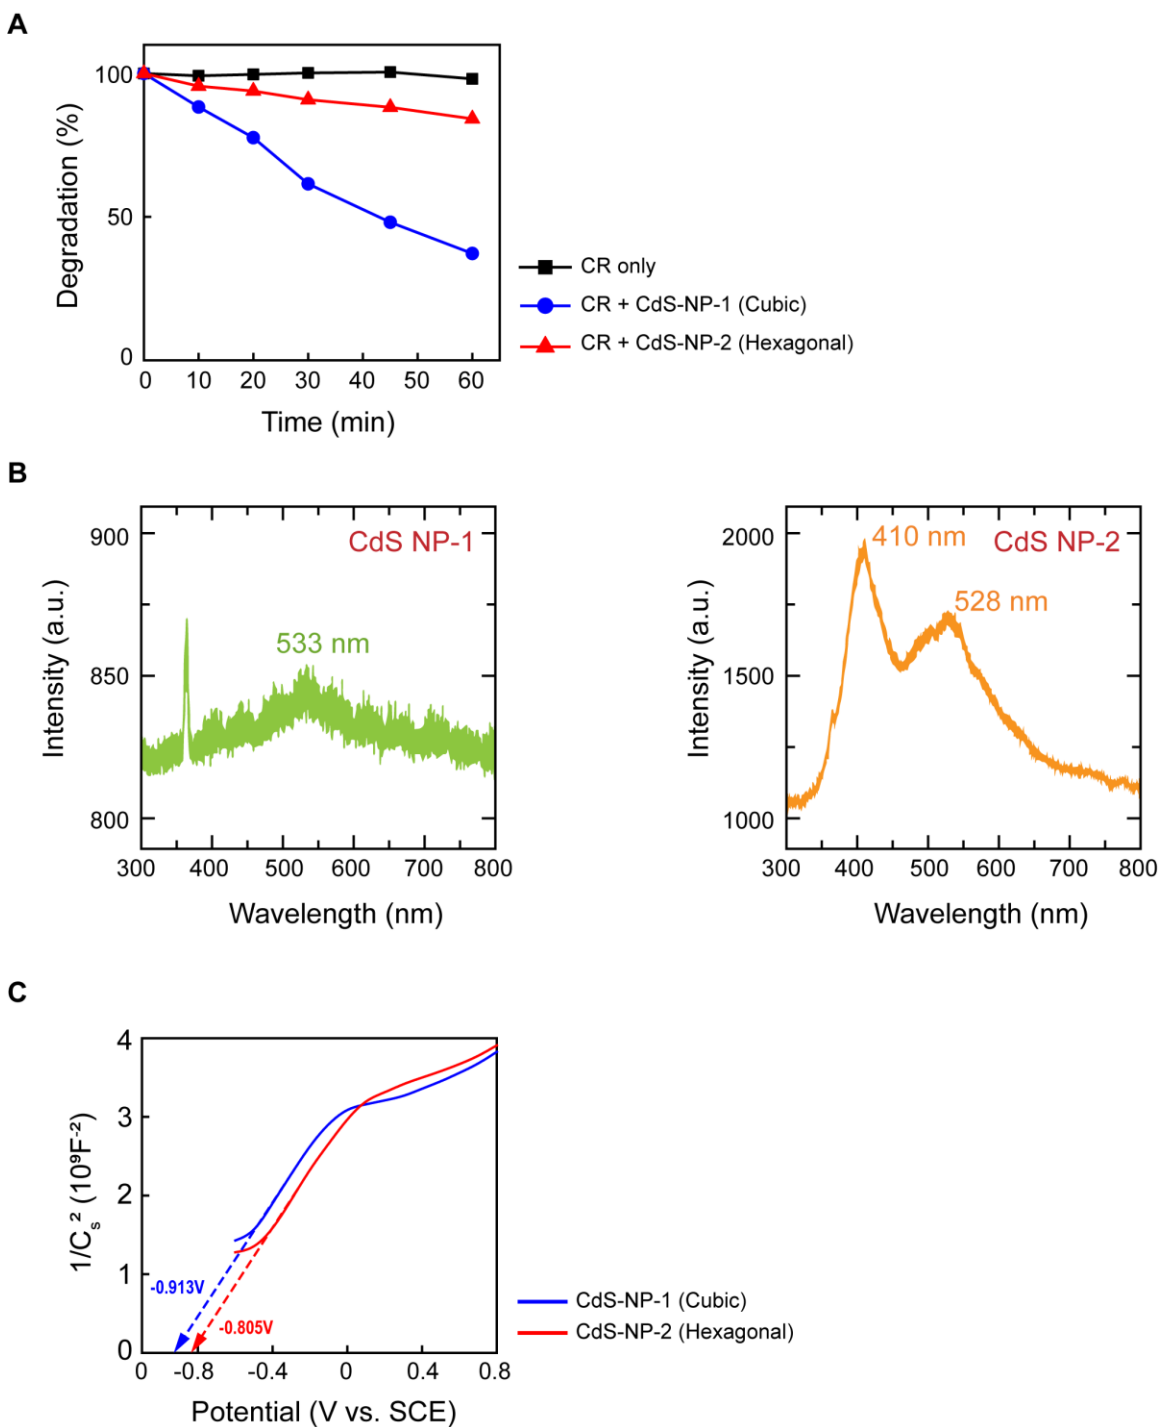 A
Degradation (%)
100
50
0
0 10 20 30 40 50 60
Time (min)
CR only
CR + CdS-NP-1 (Cubic)
CR + CdS-NP-2 (Hexagonal)
B
Intensity (a.u.)
900
850
800
CdS NP-1
533 nm
300 400 500 600 700 800
Wavelength (nm)
Intensity (a.u.)
2000
1500
1000
410 nm
CdS NP-2
528 nm
300 400 500 600 700 800
Wavelength (nm)
C
1/Cₛ² (10⁹F⁻²)
4
3
2
1
0
-0.913V
-0.805V
0 -0.8 -0.4 0 0.4 0.8
Potential (V vs. SCE)
CdS-NP-1 (Cubic)
CdS-NP-2 (Hexagonal)